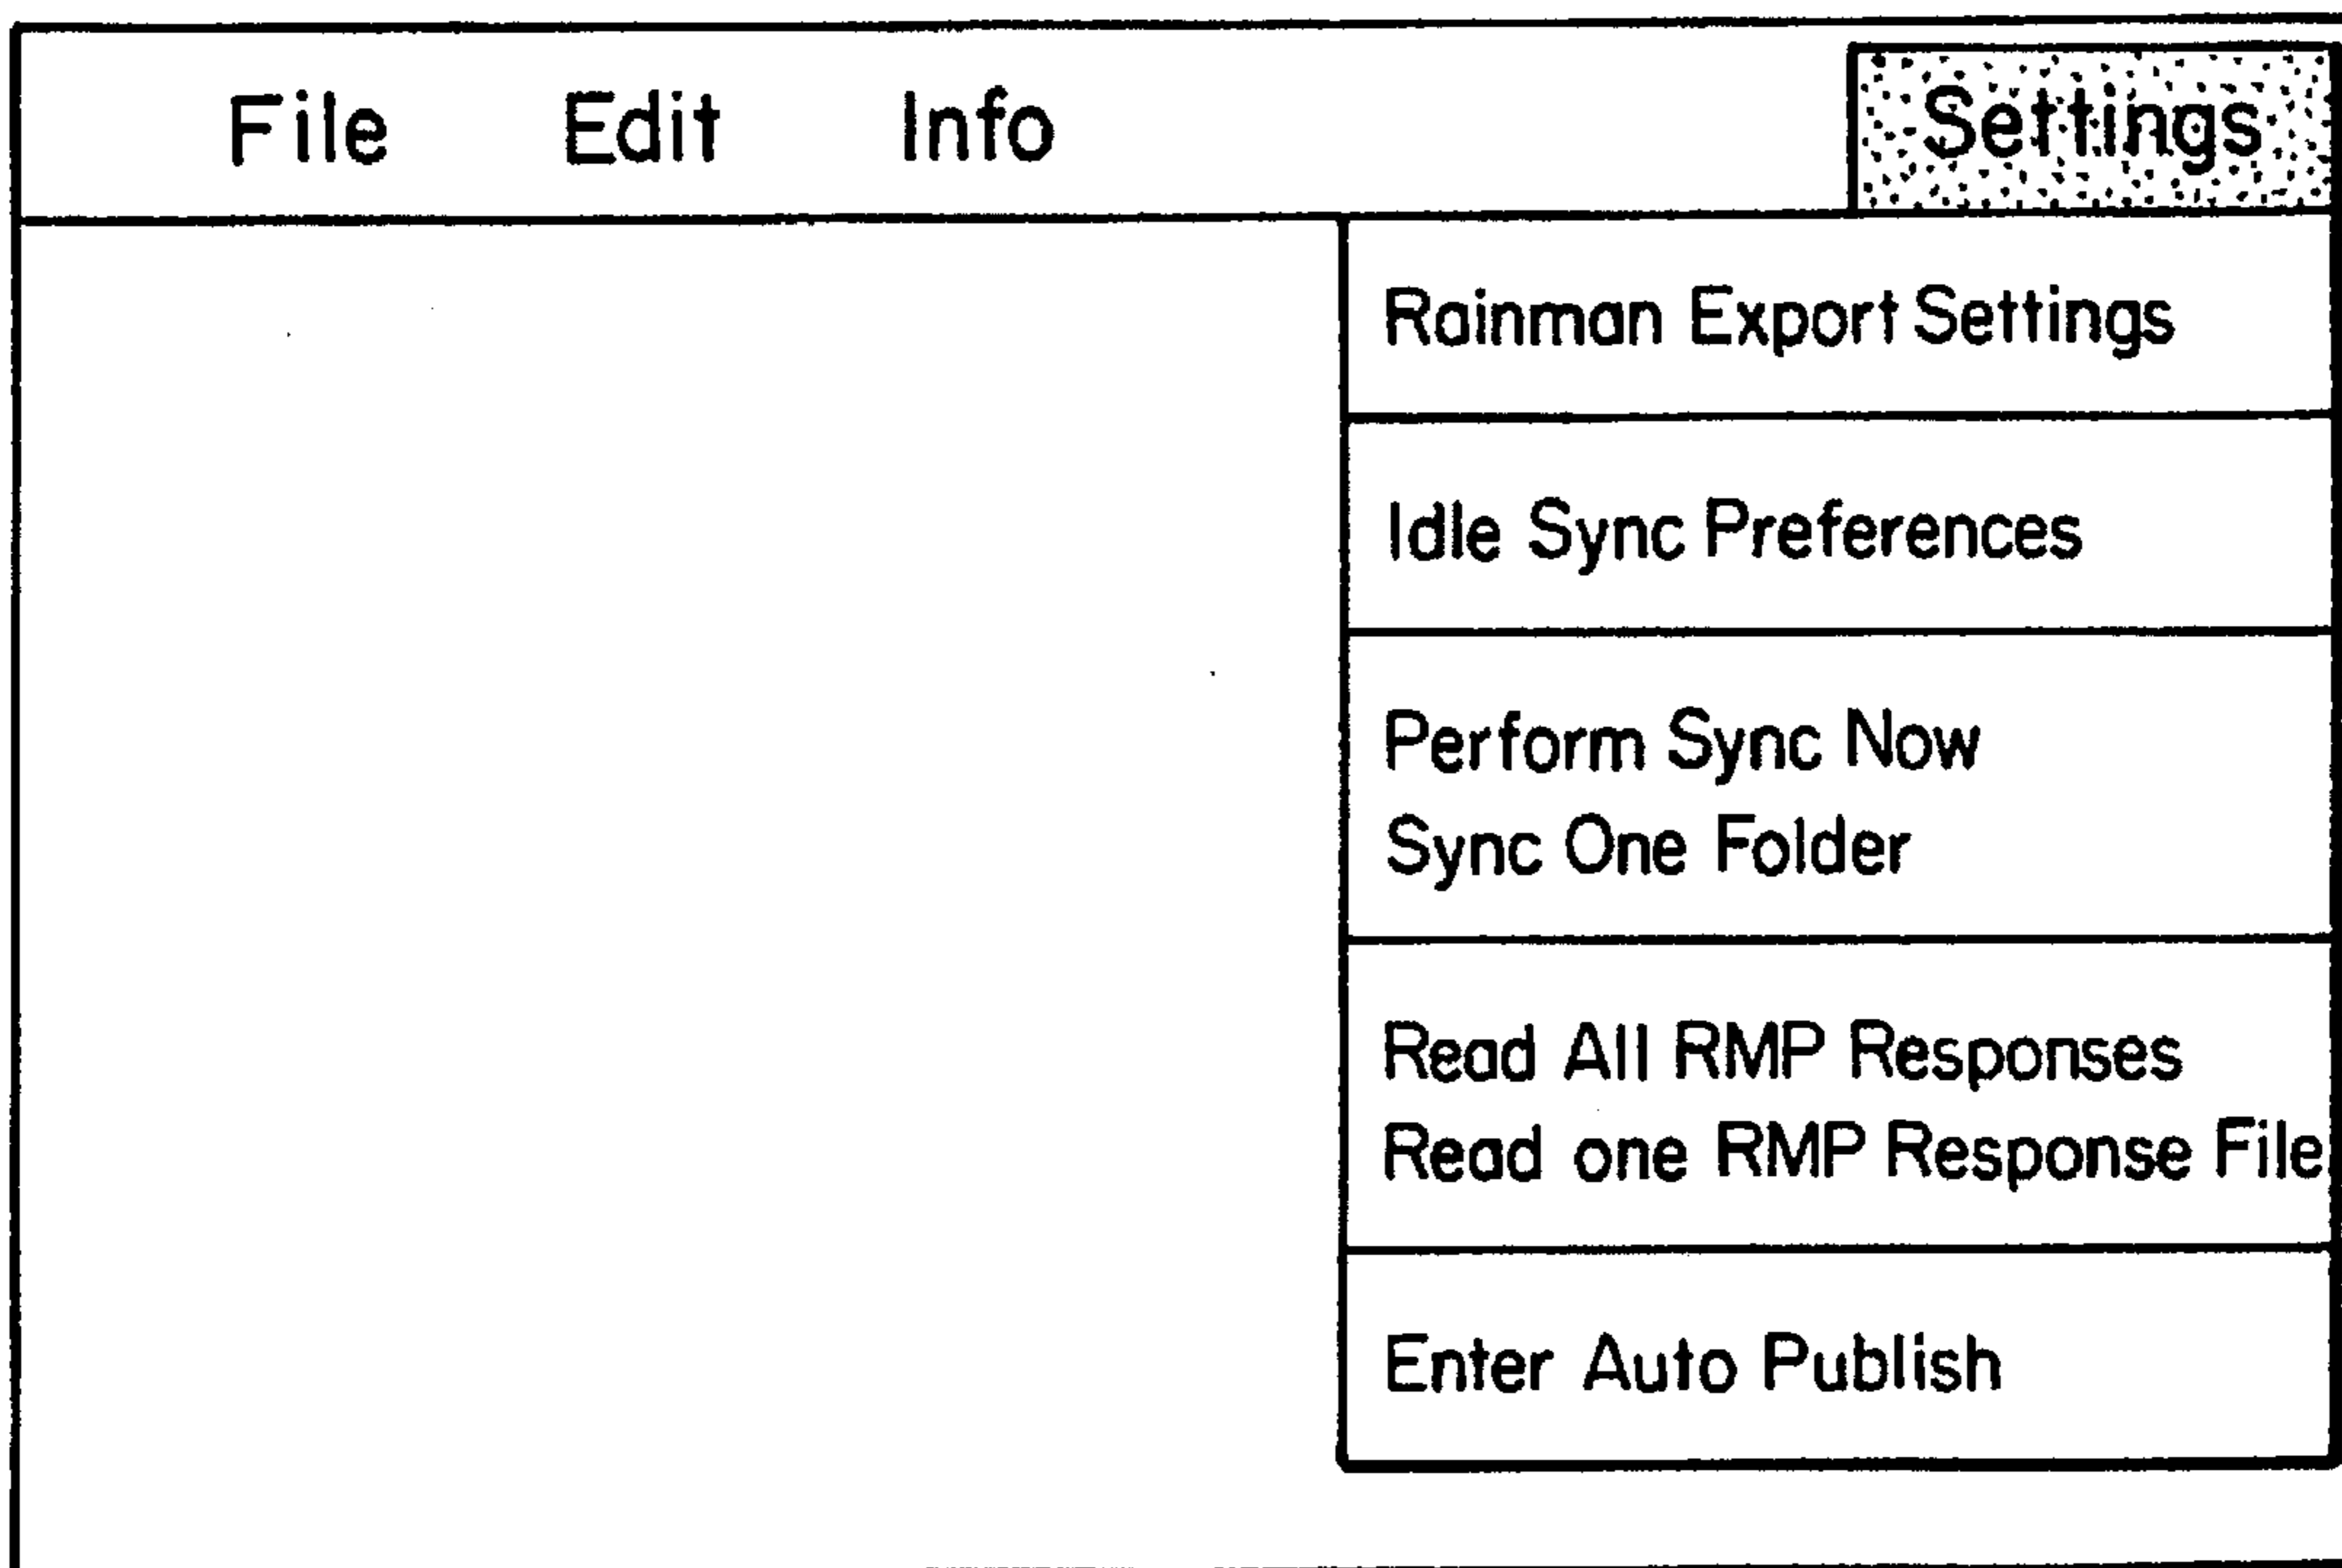 File Edit Info Settings
Rainman Export Settings
Idle Sync Preferences
Perform Sync Now
Sync One Folder
Read All RMP Responses
Read one RMP Response File
Enter Auto Publish